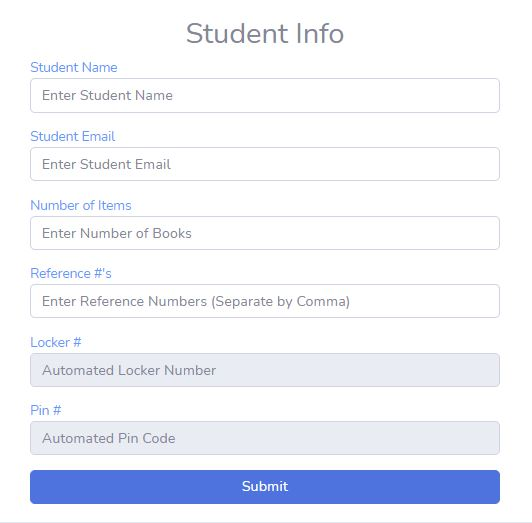 Student Info
Student Name
Enter Student Name
Student Email
Enter Student Email
Number of Items
Enter Number of Books
Reference #'s
Enter Reference Numbers (Separate by Comma)
Locker #
Automated Locker Number
Pin #
Automated Pin Code
Submit